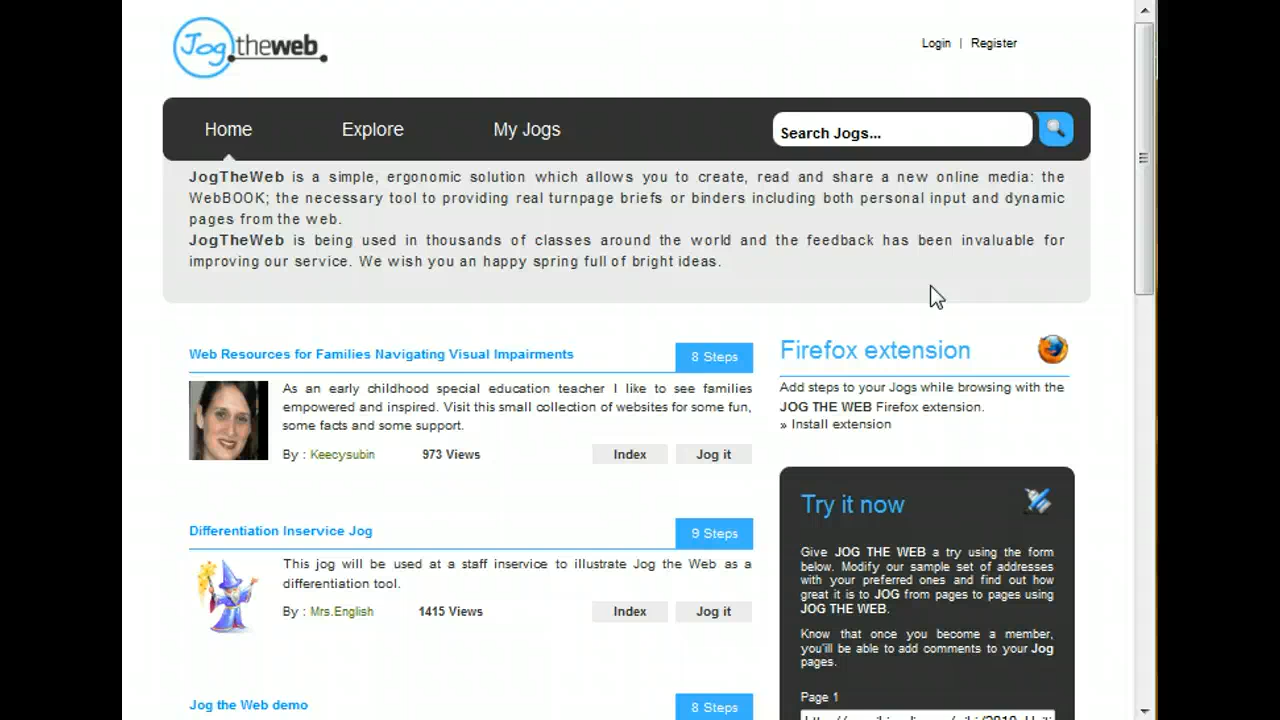 Jog theweb
Login | Register
Home
Explore
My Jogs
Search Jogs...
JogTheWeb is a simple, ergonomic solution which allows you to create, read and share a new online media: the
WebBOOK; the necessary tool to providing real turnpage briefs or binders including both personal input and dynamic
pages from the web.
JogTheWeb is being used in thousands of classes around the world and the feedback has been invaluable for
improving our service. We wish you an happy spring full of bright ideas.
Web Resources for Families Navigating Visual Impairments
8 Steps
As an early childhood special education teacher I like to see families
empowered and inspired. Visit this small collection of websites for some fun,
some facts and some support.
By : Keecysubin
973 Views
Index
Jog it
Differentiation Inservice Jog
9 Steps
This jog will be used at a staff inservice to illustrate Jog the Web as a
differentiation tool.
By : Mrs.English
1415 Views
Index
Jog it
Jog the Web demo
8 Steps
Firefox extension
Add steps to your Jogs while browsing with the
JOG THE WEB Firefox extension.
» Install extension
Try it now
Give JOG THE WEB a try using the form
below. Modify our sample set of addresses
with your preferred ones and find out how
great it is to JOG from pages to pages using
JOG THE WEB.
Know that once you become a member,
you'ill be able to add comments to your Jog
pages.
Page 1